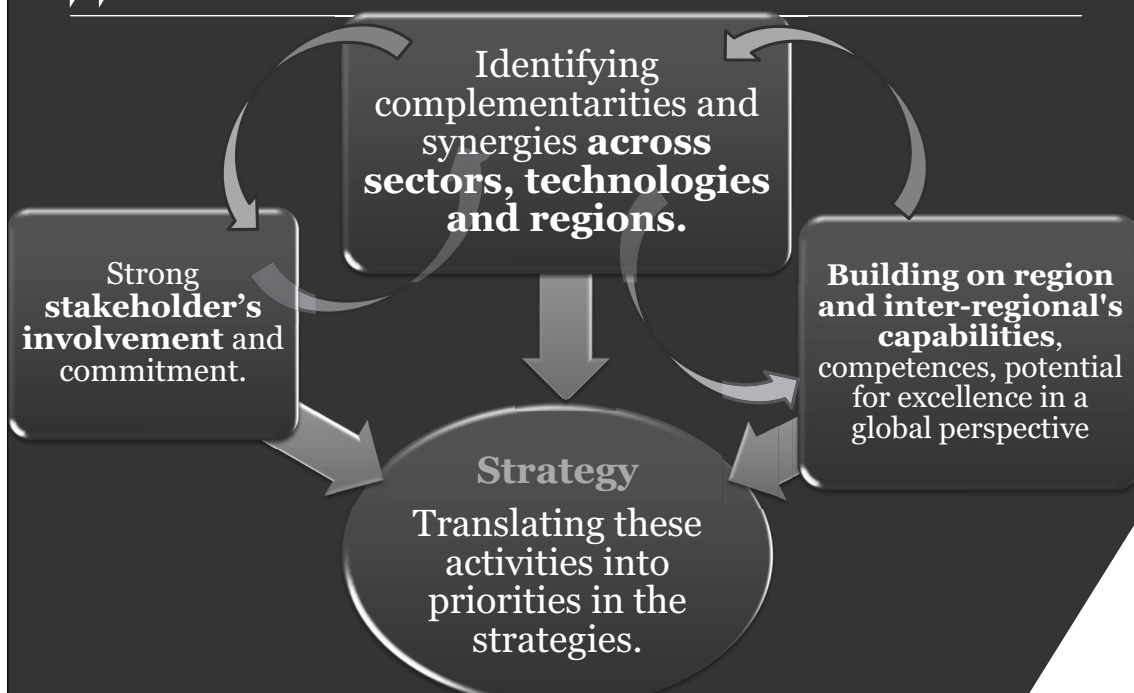 Identifying
complementarities and
synergies across
sectors, technologies
and regions.
Strong
stakeholder’s
involvement and
commitment.
Building on region
and inter-regional's
capabilities,
competences, potential
for excellence in a
global perspective
Strategy
Translating these
activities into
priorities in the
strategies.